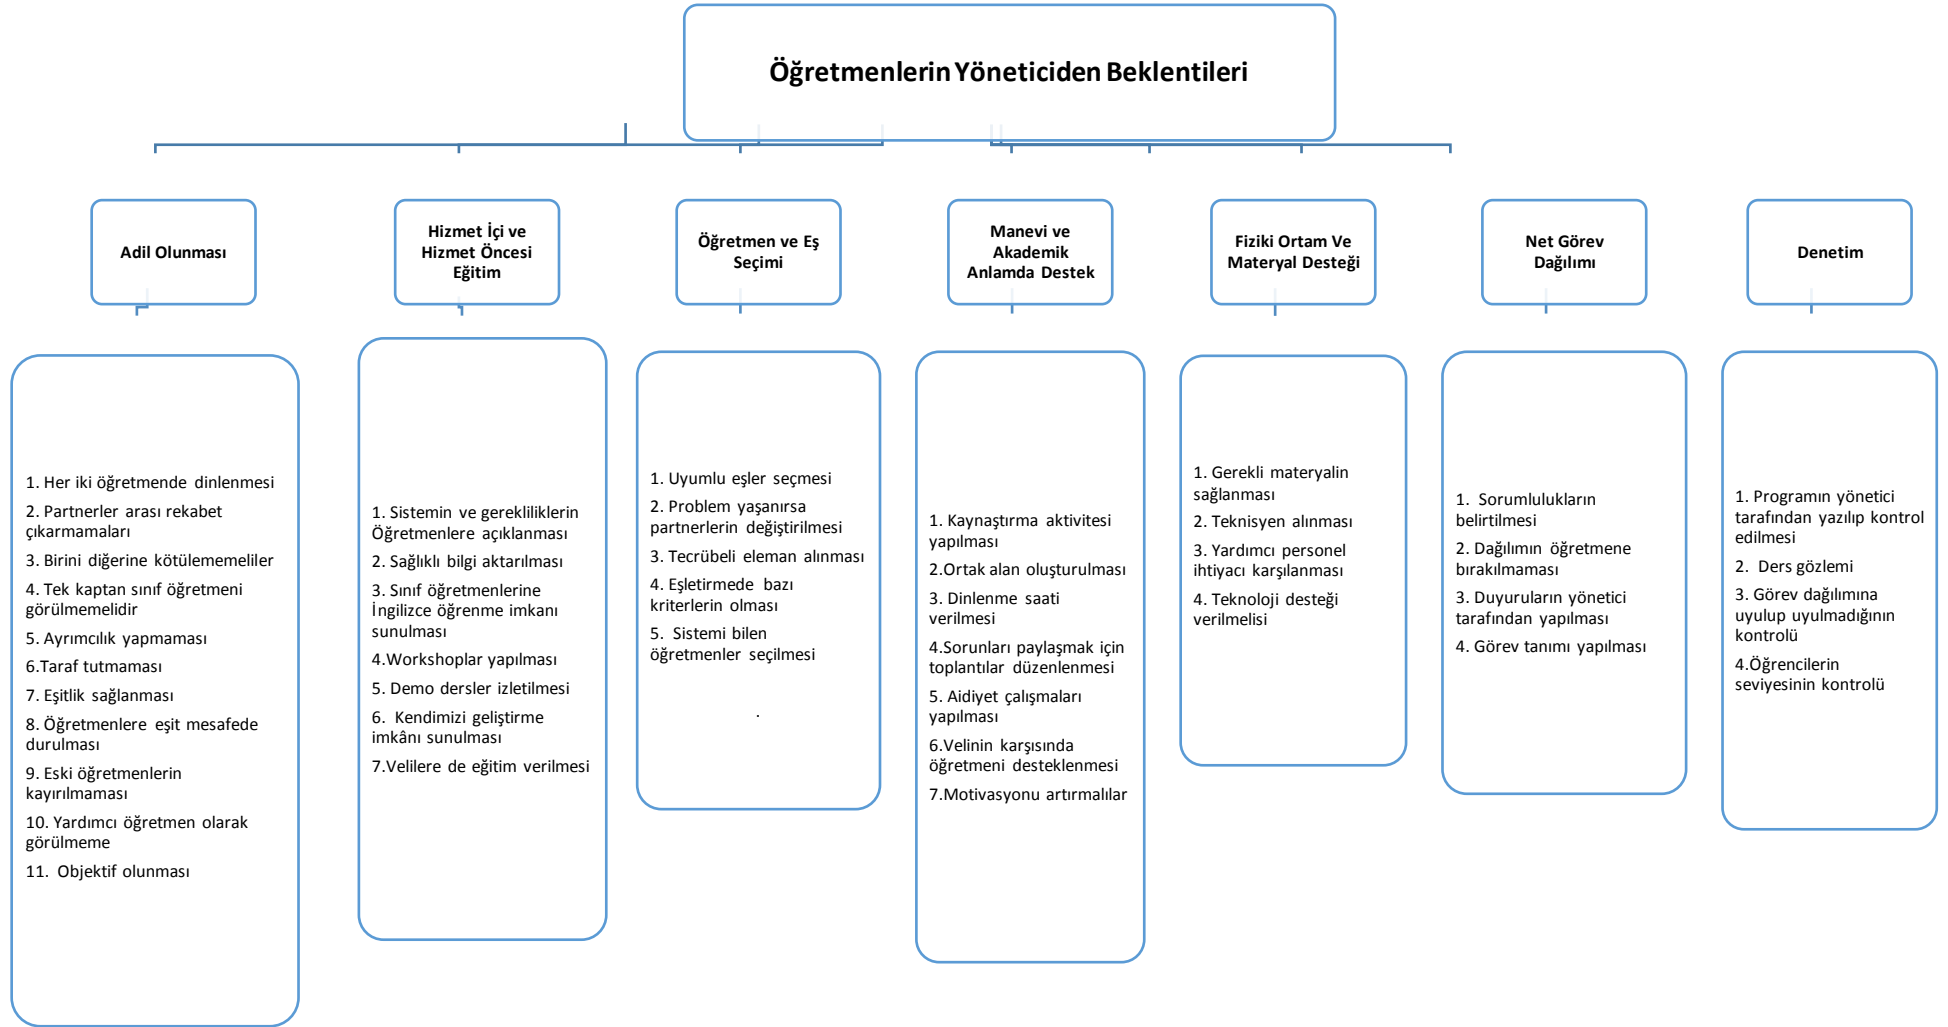 Öğretmenlerin Yöneticiden Beklentileri
Adil Olunması
Hizmet İçi ve
Hizmet Öncesi
Eğitim
Öğretmen ve Eş
Seçimi
Manevi ve
Akademik
Anlamda Destek
Fiziki Ortam Ve
Materyal Desteği
Net Görev
Dağılımı
Denetim
1. Her iki öğretmende dinlenmesi
2. Partnerler arası rekabet
çıkarmamaları
3. Birini diğerine kötülememeliler
4. Tek kaptan sınıf öğretmeni
görülmemelidir
5. Ayrımcılık yapmaması
6.Taraf tutmaması
7. Eşitlik sağlanması
8. Öğretmenlere eşit mesafede
durulması
9. Eski öğretmenlerin
kayırılmaması
10. Yardımcı öğretmen olarak
görülmeme
11. Objektif olunması
1. Sistemin ve gerekliliklerin
Öğretmenlere açıklanması
2. Sağlıklı bilgi aktarılması
3. Sınıf öğretmenlerine
İngilizce öğrenme imkanı
sunulması
4.Workshoplar yapılması
5. Demo dersler izletilmesi
6. Kendimizi geliştirme
imkânı sunulması
7.Velilere de eğitim verilmesi
1. Uyumlu eşler seçmesi
2. Problem yaşanırsa
partnerlerin değiştirilmesi
3. Tecrübeli eleman alınması
4. Eşletirmede bazı
kriterlerin olması
5. Sistemi bilen
öğretmenler seçilmesi
.
1. Kaynaştırma aktivitesi
yapılması
2.Ortak alan oluşturulması
3. Dinlenme saati
verilmesi
4.Sorunları paylaşmak için
toplantılar düzenlenmesi
5. Aidiyet çalışmaları
yapılması
6.Velinin karşısında
öğretmeni desteklenmesi
7.Motivasyonu artırmalılar
1. Gerekli materyalin
sağlanması
2. Teknisyen alınması
3. Yardımcı personel
ihtiyacı karşılanması
4. Teknoloji desteği
verilmelisi
1. Sorumlulukların
belirtilmesi
2. Dağılımın öğretmene
bırakılmaması
3. Duyuruların yönetici
tarafından yapılması
4. Görev tanımı yapılması
1. Programın yönetici
tarafından yazılıp kontrol
edilmesi
2. Ders gözlemi
3. Görev dağılımına
uyulup uyulmadığının
kontrolü
4.Öğrencilerin
seviyesinin kontrolü